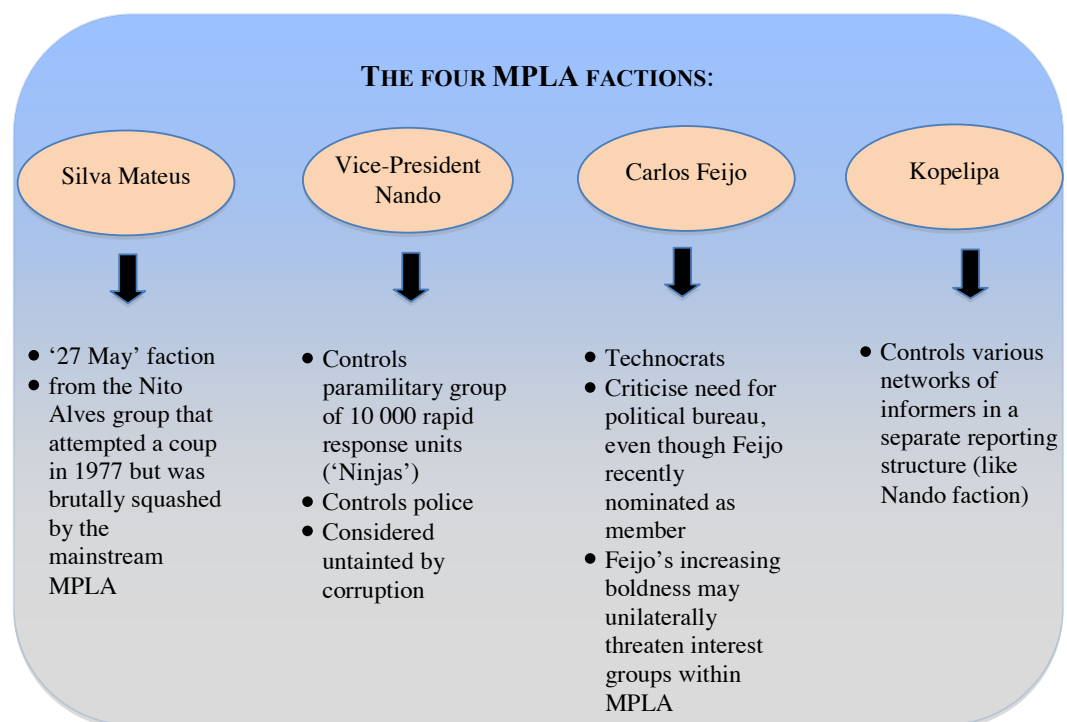 THE FOUR MPLA FACTIONS:
Silva Mateus
Vice-President
Nando
Carlos Feijo
Kopelipa
● ‘27 May’ faction
● from the Nito
Alves group that
attempted a coup
in 1977 but was
brutally squashed
by the
mainstream
MPLA
● Controls
paramilitary group
of 10 000 rapid
response units
(‘Ninjas’)
● Controls police
● Considered
untainted by
corruption
● Technocrats
● Criticise need for
political bureau,
even though Feijo
recently
nominated as
member
● Feijo’s increasing
boldness may
unilaterally
threaten interest
groups within
MPLA
● Controls various
networks of
informers in a
separate reporting
structure (like
Nando faction)